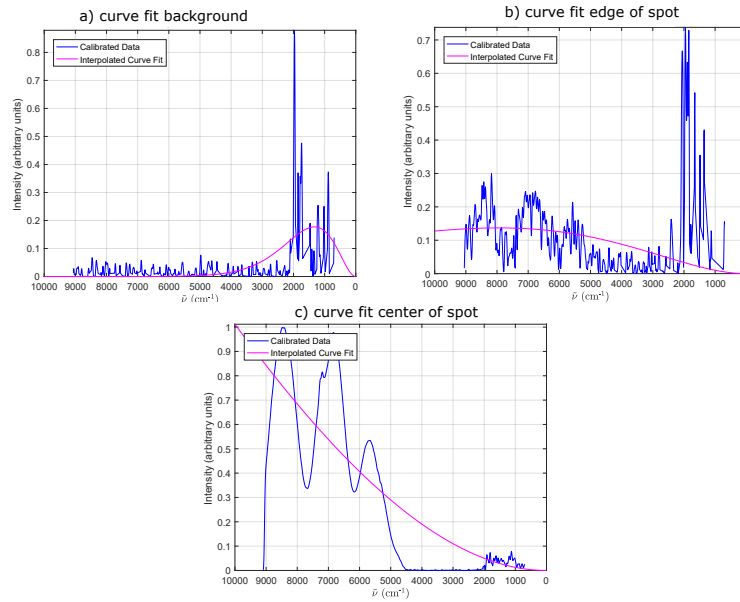 a) curve fit background
Calibrated Data
Interpolated Curve Fit
Intensity (arbitrary units)
0.8
0.7
0.6
0.5
0.4
0.3
0.2
0.1
0
10000 9000 8000 7000 6000 5000 4000 3000 2000 1000 0
ν̃ (cm⁻¹)
b) curve fit edge of spot
Calibrated Data
Interpolated Curve Fit
Intensity (arbitrary units)
0.7
0.6
0.5
0.4
0.3
0.2
0.1
0
10000 9000 8000 7000 6000 5000 4000 3000 2000 1000
ν̃ (cm⁻¹)
c) curve fit center of spot
Calibrated Data
Interpolated Curve Fit
Intensity (arbitrary units)
1
0.9
0.8
0.7
0.6
0.5
0.4
0.3
0.2
0.1
0
10000 9000 8000 7000 6000 5000 4000 3000 2000 1000 0
ν̃ (cm⁻¹)